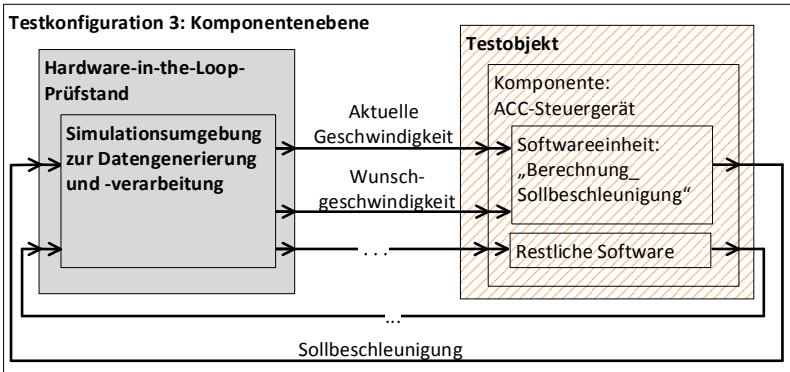 Testkonfiguration 3: Komponentenebene
Hardware-in-the-Loop-
Prüfstand
Simulationsumgebung
zur Datengenerierung
und -verarbeitung
Aktuelle
Geschwindigkeit
Wunsch-
geschwindigkeit
. . .
Testobjekt
Komponente:
ACC-Steuergerät
Softwareeinheit:
„Berechnung_
Sollbeschleunigung“
Restliche Software
...
Sollbeschleunigung